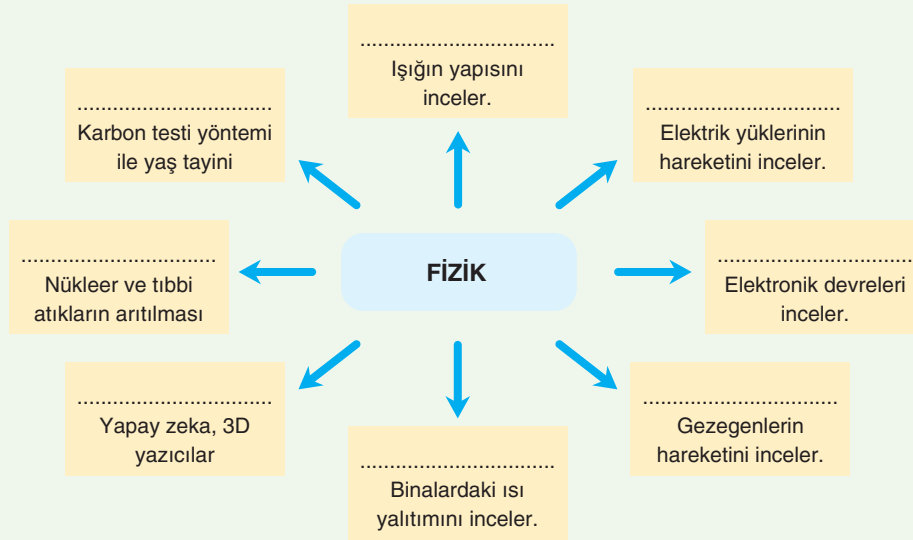 ...................................
Işığın yapısını
inceler.
...................................
Karbon testi yöntemi
ile yaş tayini
...................................
Elektrik yüklerinin
hareketini inceler.
...................................
Nükleer ve tıbbi
atıkların arıtılması
FİZİK
...................................
Elektronik devreleri
inceler.
...................................
Yapay zeka, 3D
yazıcılar
...................................
Binalardaki ısı
yalıtımını inceler.
...................................
Gezegenlerin
hareketini inceler.